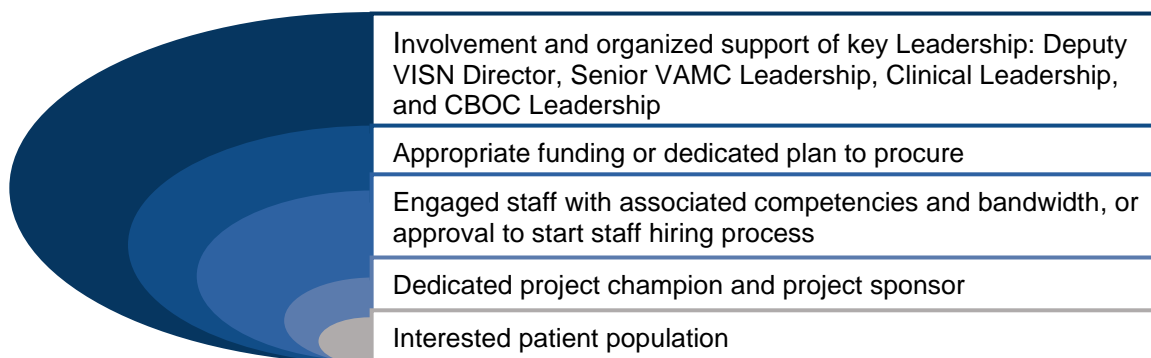 Involvement and organized support of key Leadership: Deputy
VISN Director, Senior VAMC Leadership, Clinical Leadership,
and CBOC Leadership
Appropriate funding or dedicated plan to procure
Engaged staff with associated competencies and bandwidth, or
approval to start staff hiring process
Dedicated project champion and project sponsor
Interested patient population